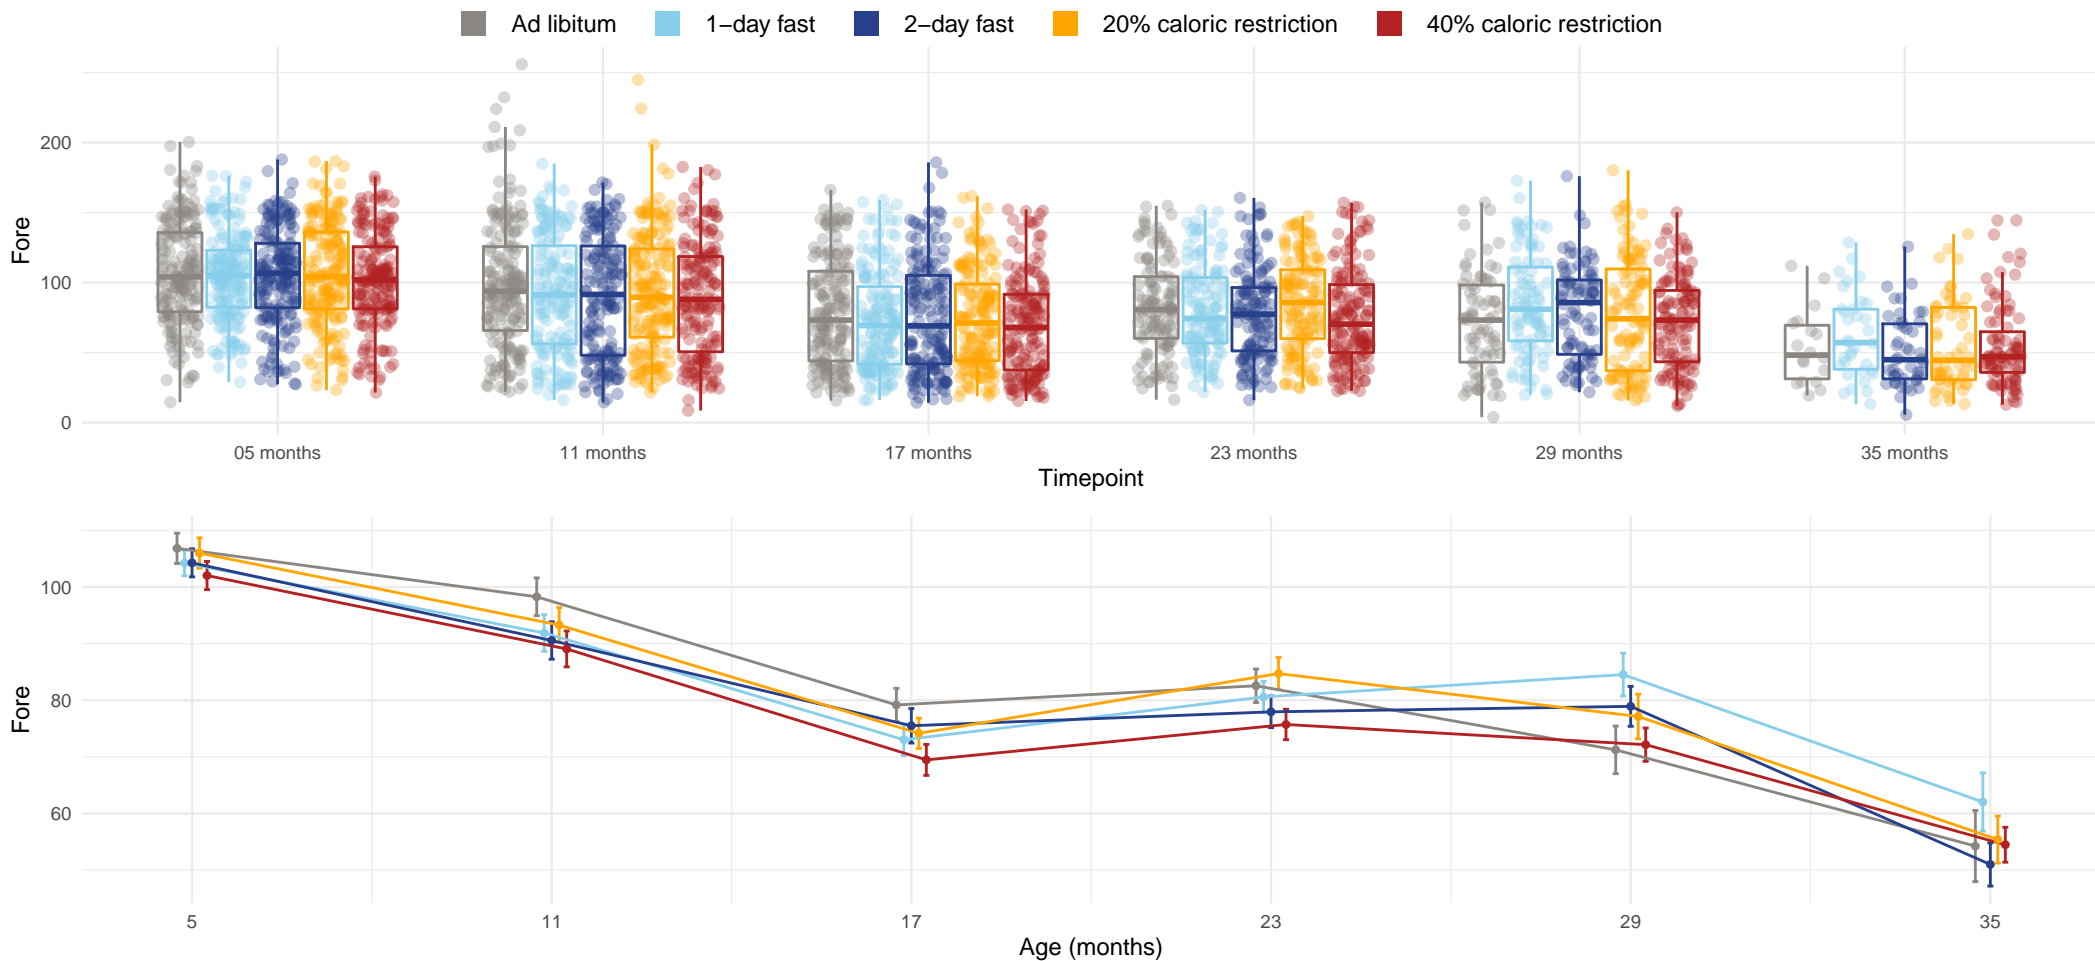 Ad libitum 1−day fast 2−day fast 20% caloric restriction 40% caloric restriction
Fore
200
100
0
05 months 11 months 17 months 23 months 29 months 35 months
Timepoint
Fore
100
80
60
5 11 17 23 29 35
Age (months)